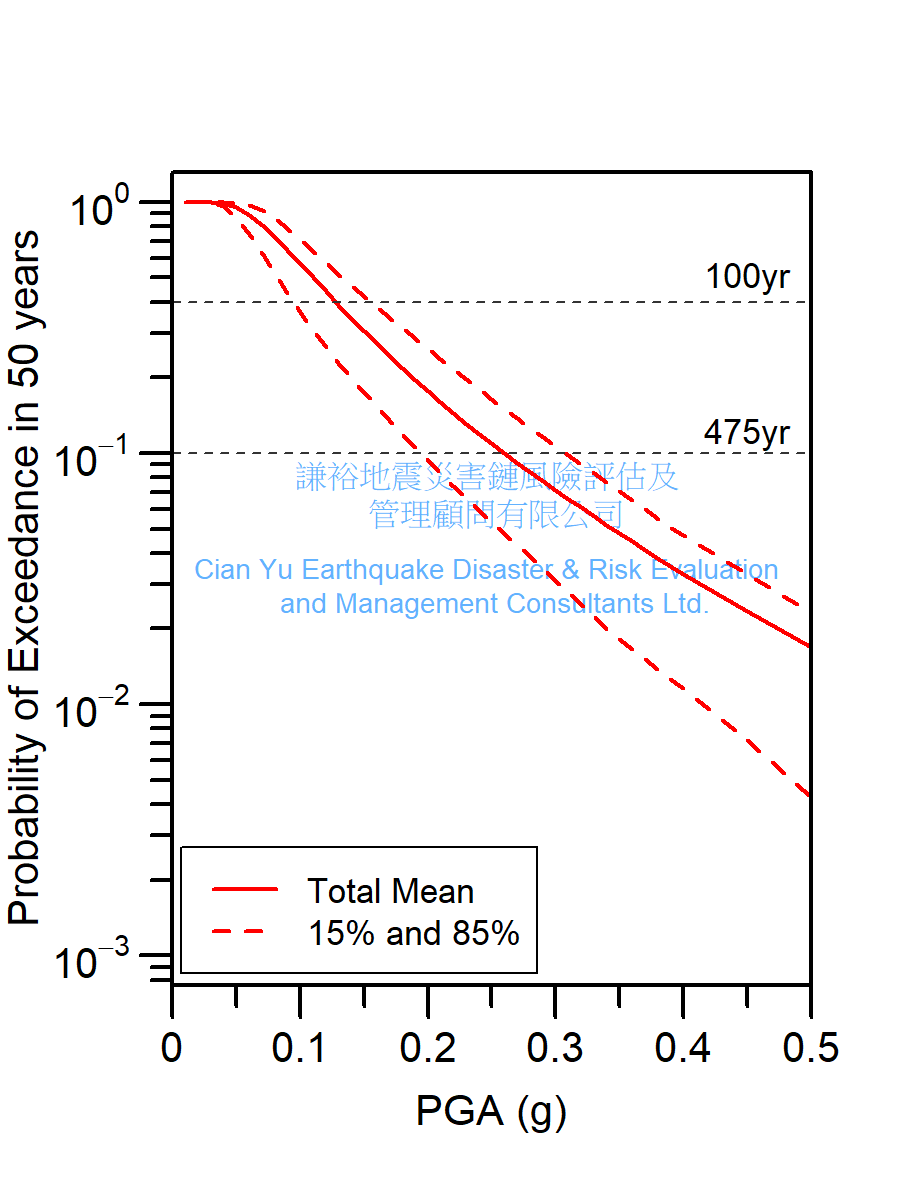 Probability of Exceedance in 50 years
10⁰
10⁻¹
10⁻²
10⁻³
100yr
475yr
謙裕地震災害鏈風險評估及
管理顧問有限公司
Cian Yu Earthquake Disaster & Risk Evaluation
and Management Consultants Ltd.
Total Mean
15% and 85%
0 0.1 0.2 0.3 0.4 0.5
PGA (g)